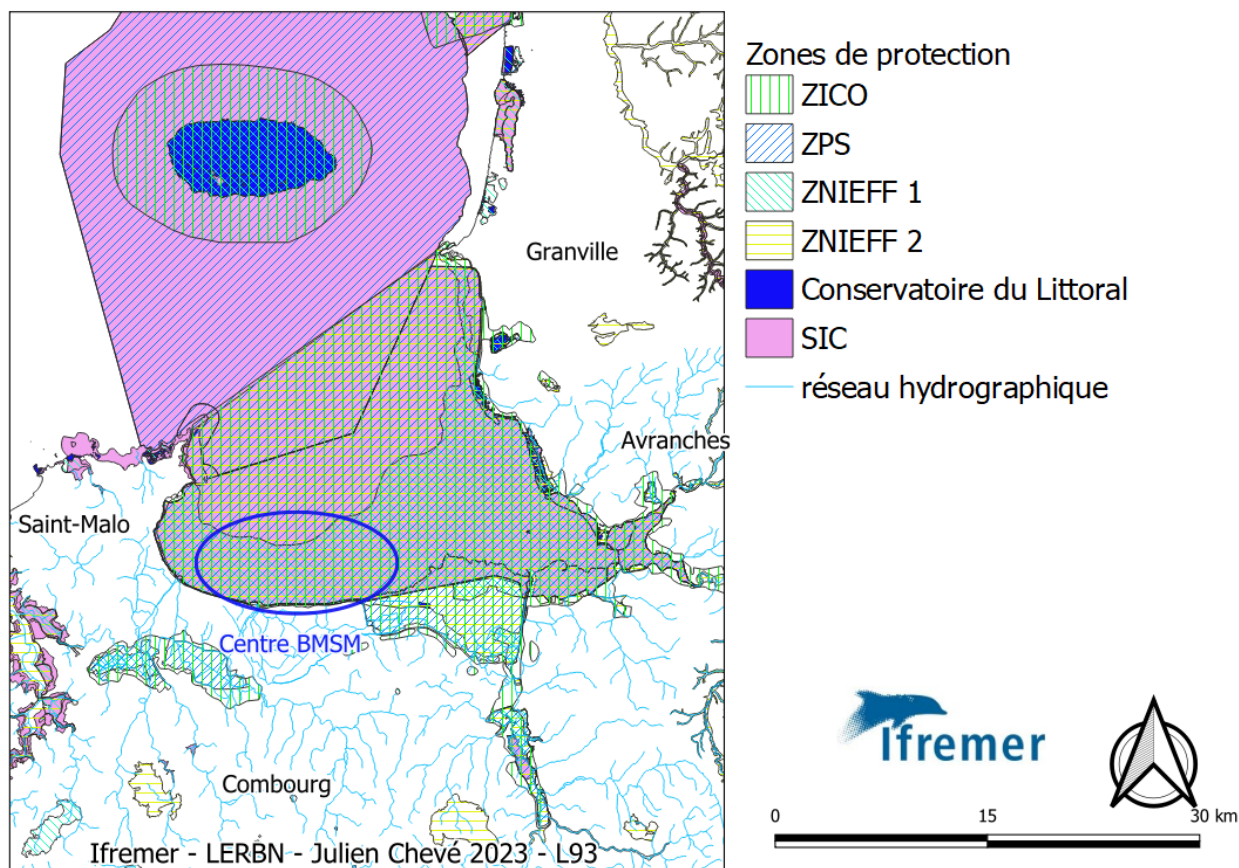 Granville
Avranches
Saint-Malo
Centre BMSM
Combourg
Ifremer - LERBN - Julien Chevé 2023 - L93
Zones de protection
ZICO
ZPS
ZNIEFF 1
ZNIEFF 2
Conservatoire du Littoral
SIC
réseau hydrographique
Ifremer
0 15 30 km